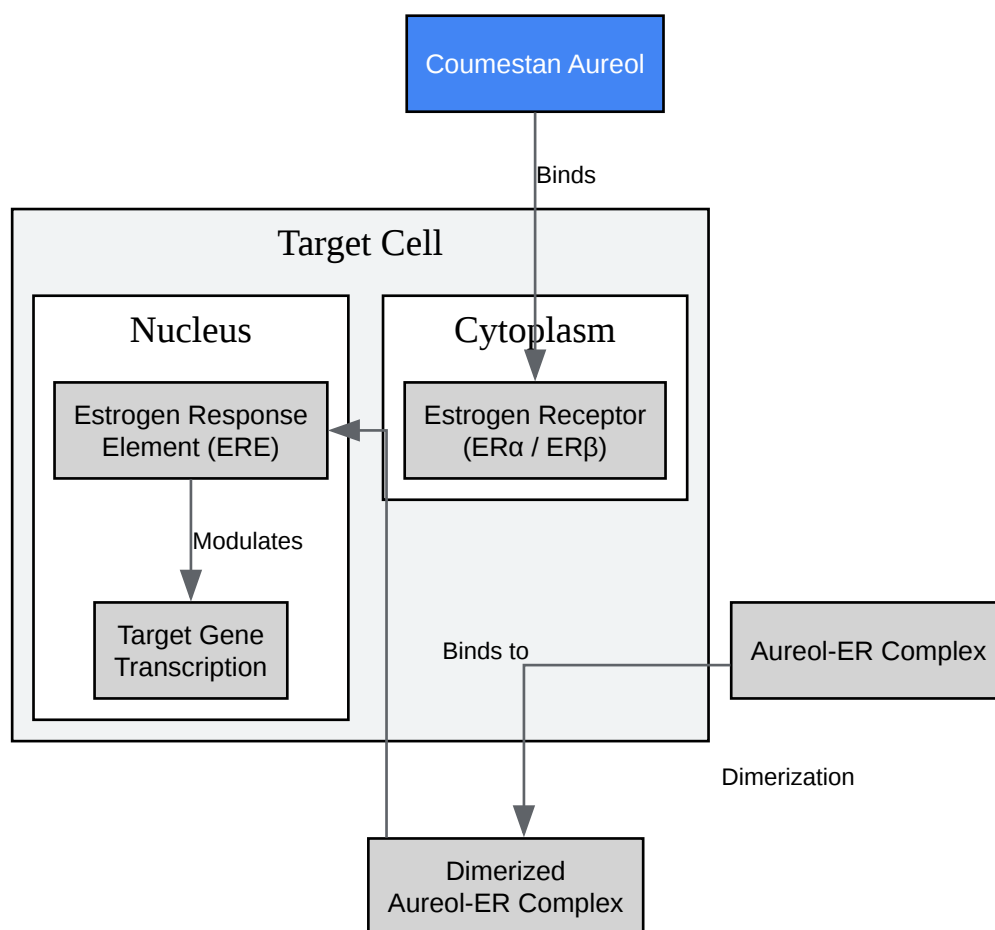 Coumestan Aureol
Binds
Target Cell
Nucleus
Cytoplasm
Estrogen Response
Element (ERE)
Estrogen Receptor
(ERα / ERβ)
Modulates
Target Gene
Transcription
Binds to
Aureol-ER Complex
Dimerization
Dimerized
Aureol-ER Complex